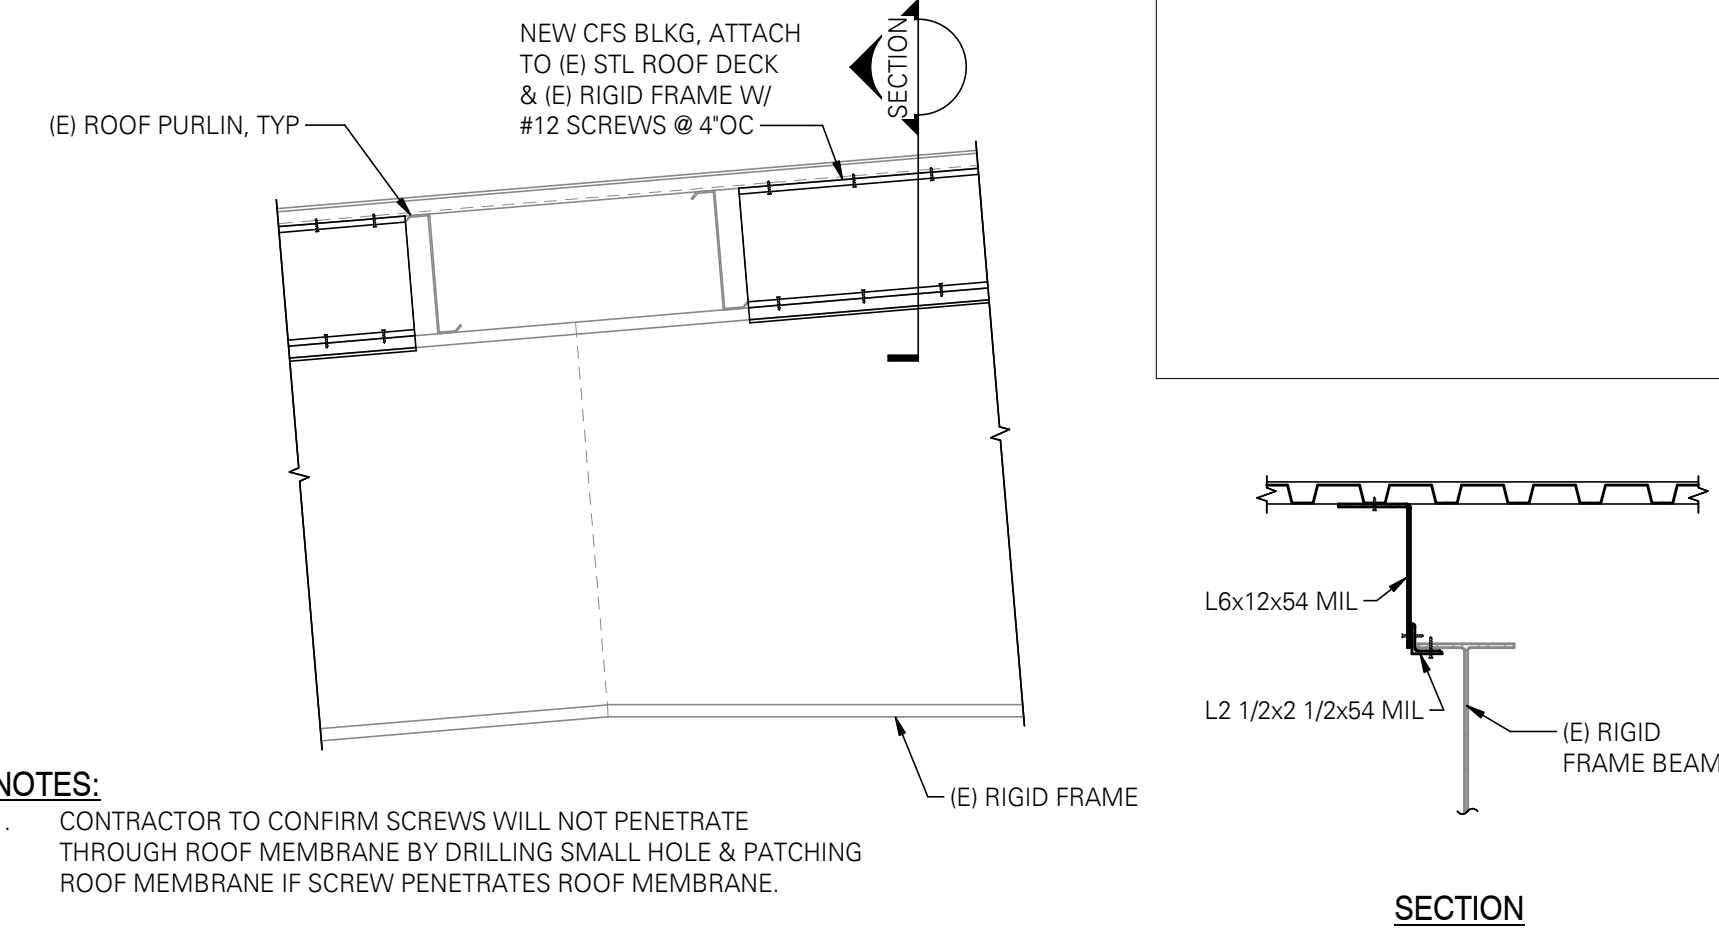 NEW CFS BLKG, ATTACH
TO (E) STL ROOF DECK
& (E) RIGID FRAME W/
#12 SCREWS @ 4"OC
(E) ROOF PURLIN, TYP
SECTION
L6x12x54 MIL
L2 1/2x2 1/2x54 MIL
(E) RIGID
FRAME BEAM
(E) RIGID FRAME
NOTES:
. CONTRACTOR TO CONFIRM SCREWS WILL NOT PENETRATE
THROUGH ROOF MEMBRANE BY DRILLING SMALL HOLE & PATCHING
ROOF MEMBRANE IF SCREW PENETRATES ROOF MEMBRANE.
SECTION